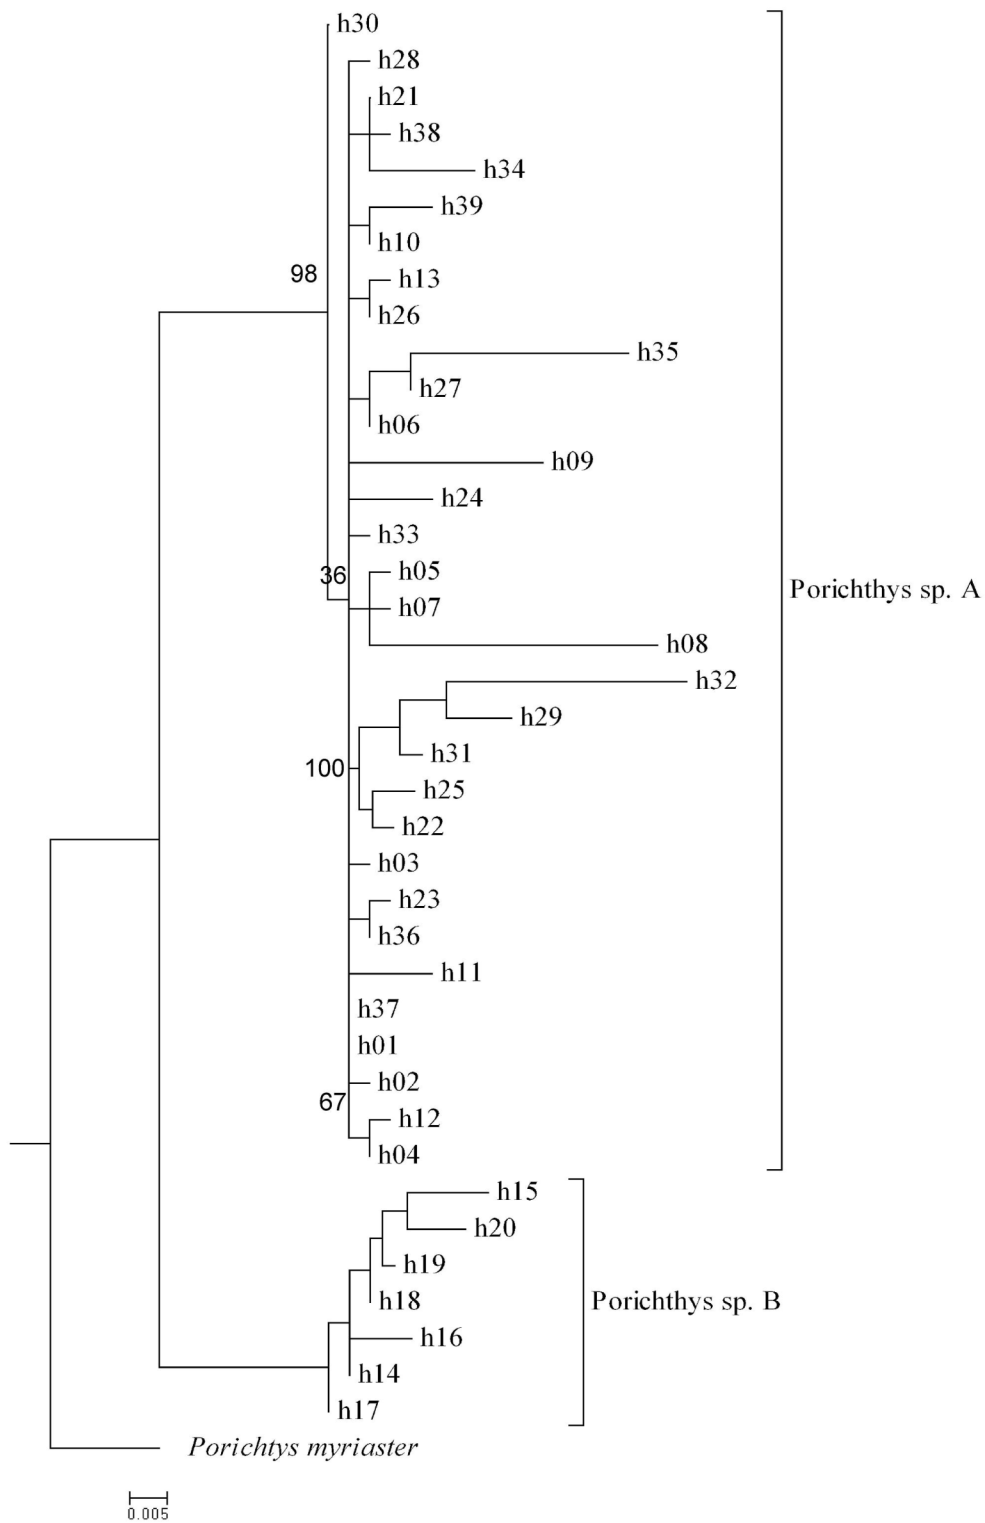 h30
h28
h21
h38
h34
h39
h10
98
h13
h26
h35
h27
h06
h09
h24
h33
36
h05
Porichthys sp. A
h07
h08
h32
h29
h31
100
h25
h22
h03
h23
h36
h11
h37
h01
h02
67
h12
h04
h15
h20
h19
h18
Porichthys sp. B
h16
h14
h17
Porichtys myriaster
0.005